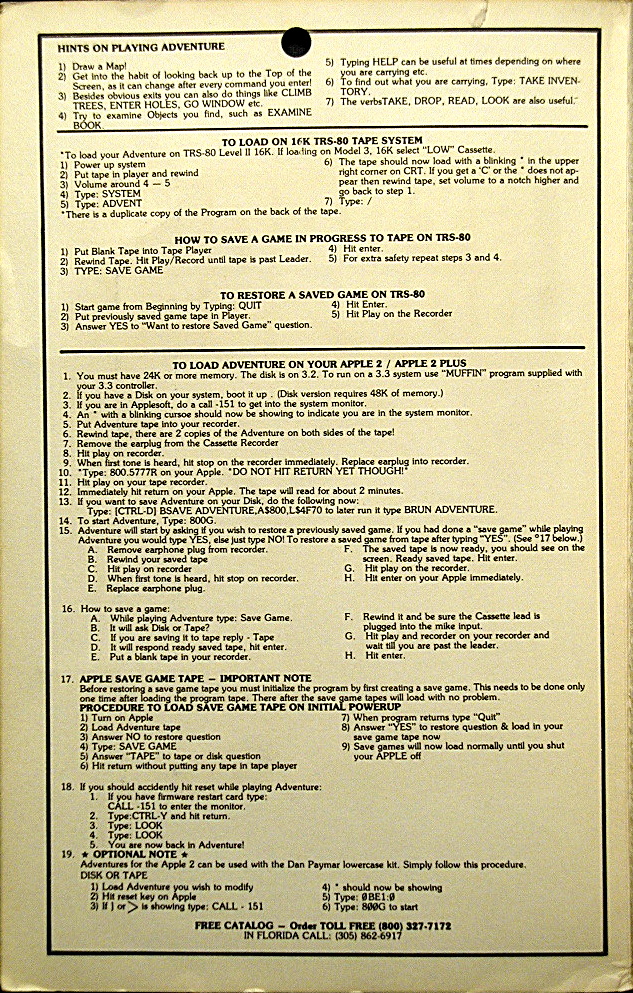 HINTS ON PLAYING ADVENTURE
1) Draw a Map!
2) Get into the habit of looking back up to the Top of the
Screen, as it can change after every command you enter!
3) Besides obvious exits you can also do things like CLIMB
TREES, ENTER HOLES, GO WINDOW etc.
4) Try to examine Objects you find, such as EXAMINE
BOOK.
5) Typing HELP can be useful at times depending on where
you are carrying etc.
6) To find out what you are carrying, Type: TAKE INVEN-
TORY.
7) The verbsTAKE, DROP, READ, LOOK are also useful.
TO LOAD ON 16K TRS-80 TAPE SYSTEM
*To load your Adventure on TRS-80 Level II 16K. If loading on Model 3, 16K select "LOW" Cassette.
1) Power up system
2) Put tape in player and rewind
3) Volume around 4 — 5
4) Type: SYSTEM
5) Type: ADVENT
6) The tape should now load with a blinking * in the upper
right corner on CRT. If you get a 'C' or the * does not ap-
pear then rewind tape, set volume to a notch higher and
go back to step 1.
7) Type: /
*There is a duplicate copy of the Program on the back of the tape.
HOW TO SAVE A GAME IN PROGRESS TO TAPE ON TRS-80
1) Put Blank Tape into Tape Player
2) Rewind Tape. Hit Play/Record until tape is past Leader.
3) TYPE: SAVE GAME
4) Hit enter.
5) For extra safety repeat steps 3 and 4.
TO RESTORE A SAVED GAME ON TRS-80
1) Start game from Beginning by Typing: QUIT
2) Put previously saved game tape in Player.
3) Answer YES to "Want to restore Saved Game" question.
4) Hit Enter.
5) Hit Play on the Recorder
TO LOAD ADVENTURE ON YOUR APPLE 2 / APPLE 2 PLUS
1. You must have 24K or more memory. The disk is on 3.2. To run on a 3.3 system use "MUFFIN" program supplied with
your 3.3 controller.
2. If you have a Disk on your system, boot it up . (Disk version requires 48K of memory.)
3. If you are in Applesoft, do a call -151 to get into the system monitor.
4. An * with a blinking cursoe should now be showing to indicate you are in the system monitor.
5. Put Adventure tape into your recorder.
6. Rewind tape, there are 2 copies of the Adventure on both sides of the tape!
7. Remove the earplug from the Cassette Recorder
8. Hit play on recorder.
9. When first tone is heard, hit stop on the recorder immediately. Replace earplug into recorder.
10. *Type: 800.5777R on your Apple. *DO NOT HIT RETURN YET THOUGH!*
11. Hit play on your tape recorder.
12. Immediately hit return on your Apple. The tape will read for about 2 minutes.
13. If you want to save Adventure on your Disk, do the following now:
Type: [CTRL-D] BSAVE ADVENTURE,A$800,L$4F70 to later run it type BRUN ADVENTURE.
14. To start Adventure, Type: 800G.
15. Adventure will start by asking if you wish to restore a previously saved game. If you had done a "save game" while playing
Adventure you would type YES, else just type NO! To restore a saved game from tape after typing "YES". (See °17 below.)
A. Remove earphone plug from recorder.
B. Rewind your saved tape
C. Hit play on recorder
D. When first tone is heard, hit stop on recorder.
E. Replace earphone plug.
F. The saved tape is now ready, you should see on the
screen. Ready saved tape. Hit enter.
G. Hit play on the recorder.
H. Hit enter on your Apple immediately.
16. How to save a game:
A. While playing Adventure type: Save Game.
B. It will ask Disk or Tape?
C. If you are saving it to tape reply - Tape
D. It will respond ready saved tape, hit enter.
E. Put a blank tape in your recorder.
F. Rewind it and be sure the Cassette lead is
plugged into the mike input.
G. Hit play and recorder on your recorder and
wait till you are past the leader.
H. Hit enter.
17. APPLE SAVE GAME TAPE — IMPORTANT NOTE
Before restoring a save game tape you must initialize the program by first creating a save game. This needs to be done only
one time after loading the program tape. There after the save game tapes will load with no problem.
PROCEDURE TO LOAD SAVE GAME TAPE ON INITIAL POWERUP
1) Turn on Apple
2) Load Adventure tape
3) Answer NO to restore question
4) Type: SAVE GAME
5) Answer "TAPE" to tape or disk question
6) Hit return without putting any tape in tape player
7) When program returns type "Quit"
8) Answer "YES" to restore question & load in your
save game tape now
9) Save games will now load normally until you shut
your APPLE off
18. If you should accidently hit reset while playing Adventure:
1. If you have firmware restart card type:
CALL -151 to enter the monitor.
2. Type:CTRL-Y and hit return.
3. Type: LOOK
4. Type: LOOK
5. You are now back in Adventure!
19. ★ OPTIONAL NOTE ★
Adventures for the Apple 2 can be used with the Dan Paymar lowercase kit. Simply follow this procedure.
DISK OR TAPE
1) Load Adventure you wish to modify
2) Hit reset key on Apple
3) If ] or > is showing type: CALL - 151
4) * should now be showing
5) Type: 0BE1:0
6) Type: 800G to start
FREE CATALOG — Order TOLL FREE (800) 327-7172
IN FLORIDA CALL: (305) 862-6917